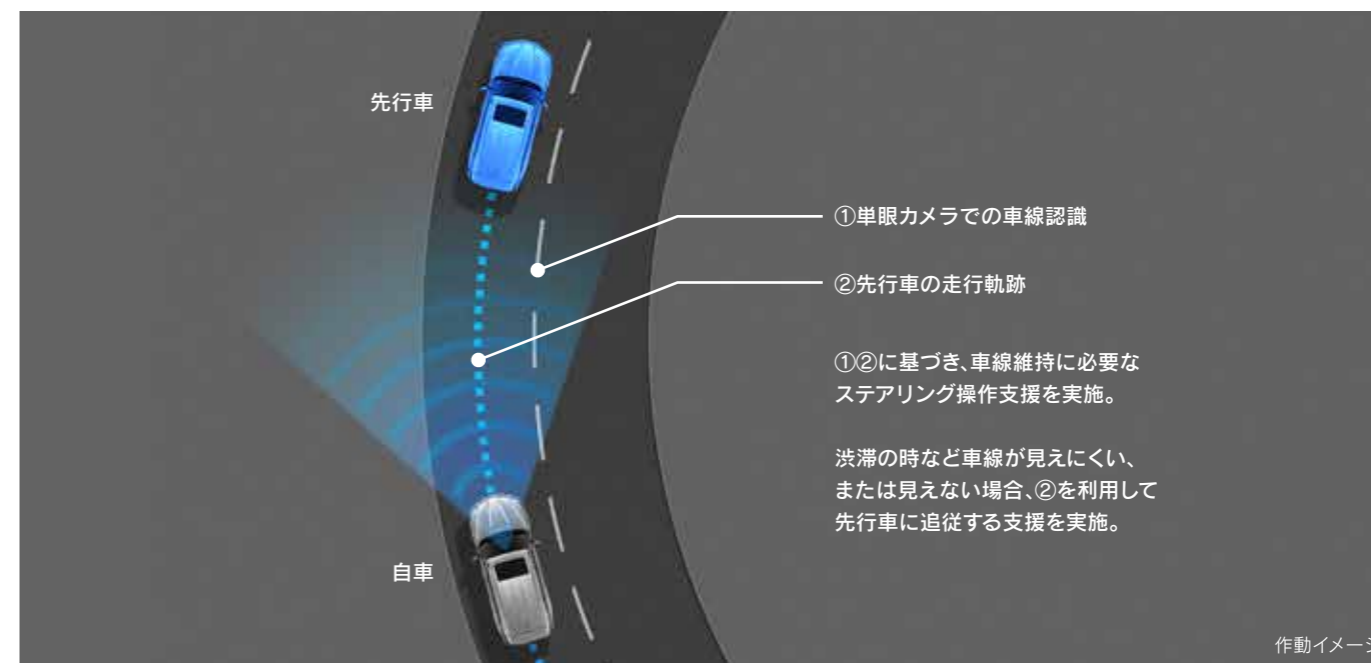 先行車
①単眼カメラでの車線認識
②先行車の走行軌跡
①②に基づき、車線維持に必要な
ステアリング操作支援を実施。
渋滞の時など車線が見えにくい、
または見えない場合、②を利用して
先行車に追従する支援を実施。
自車
作動イメージ